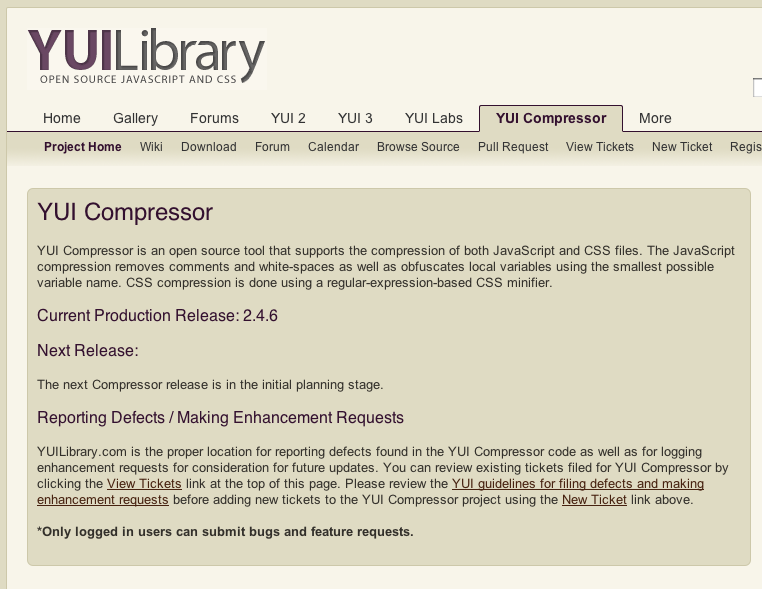 YUILibrary
OPEN SOURCE JAVASCRIPT AND CSS
Home Gallery Forums YUI 2 YUI 3 YUI Labs YUI Compressor More
Project Home Wiki Download Forum Calendar Browse Source Pull Request View Tickets New Ticket
YUI Compressor
YUI Compressor is an open source tool that supports the compression of both JavaScript and CSS files. The JavaScript
compression removes comments and white-spaces as well as obfuscates local variables using the smallest possible
variable name. CSS compression is done using a regular-expression-based CSS minifier.
Current Production Release: 2.4.6
Next Release:
The next Compressor release is in the initial planning stage.
Reporting Defects / Making Enhancement Requests
YUILibrary.com is the proper location for reporting defects found in the YUI Compressor code as well as for logging
enhancement requests for consideration for future updates. You can review existing tickets filed for YUI Compressor by
clicking the View Tickets link at the top of this page. Please review the YUI guidelines for filing defects and making
enhancement requests before adding new tickets to the YUI Compressor project using the New Ticket link above.
*Only logged in users can submit bugs and feature requests.